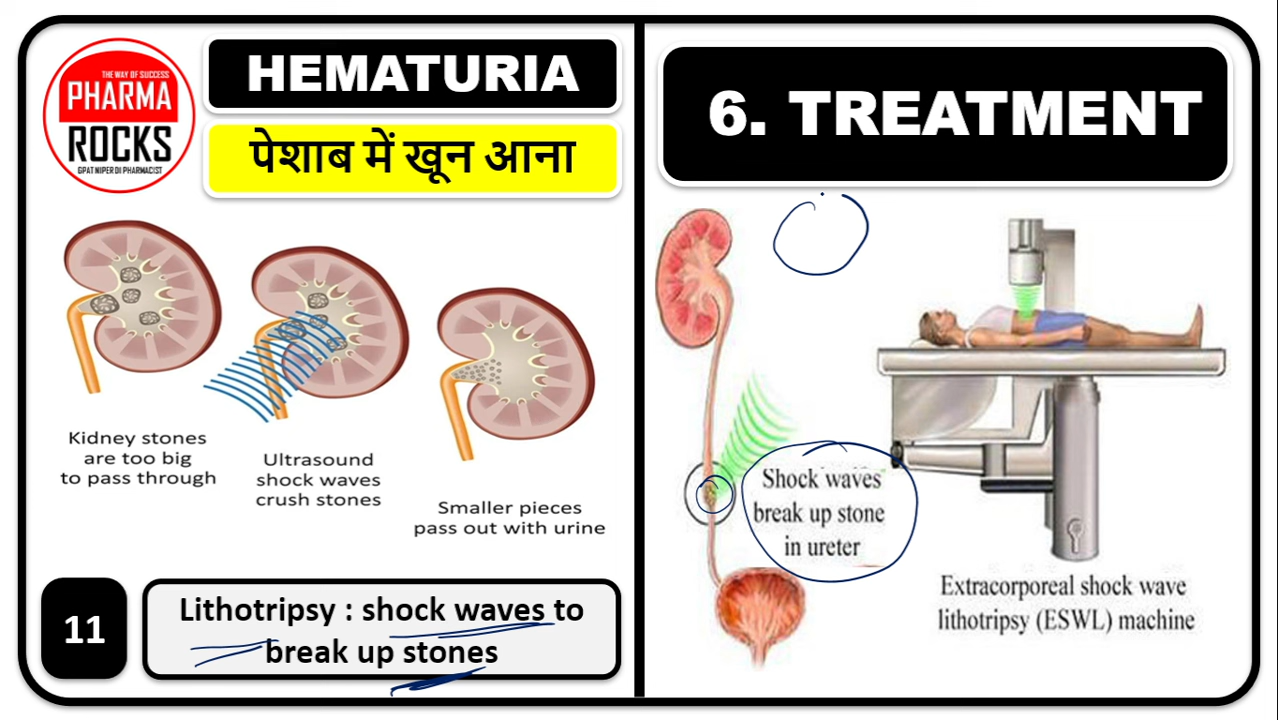 THE WAY OF SUCCESS
PHARMA
ROCKS
GPAT NIPER DI PHARMACIST
HEMATURIA
पेशाब में खून आना
Kidney stones
are too big
to pass through
Ultrasound
shock waves
crush stones
Smaller pieces
pass out with urine
11
Lithotripsy : shock waves to
break up stones
6. TREATMENT
Shock waves
break up stone
in ureter
Extracorporeal shock wave
lithotripsy (ESWL) machine